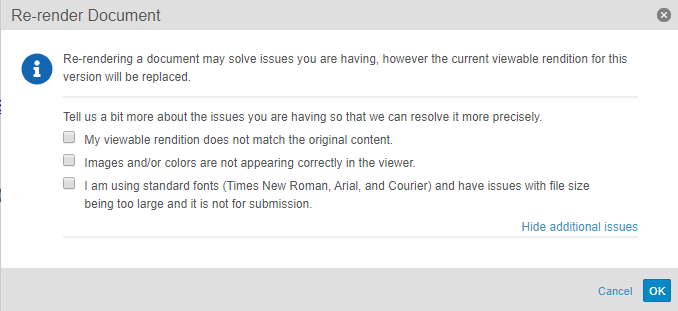 Re-render Document
Re-rendering a document may solve issues you are having, however the current viewable rendition for this
version will be replaced.
Tell us a bit more about the issues you are having so that we can resolve it more precisely.
My viewable rendition does not match the original content.
Images and/or colors are not appearing correctly in the viewer.
I am using standard fonts (Times New Roman, Arial, and Courier) and have issues with file size
being too large and it is not for submission.
Hide additional issues
Cancel OK